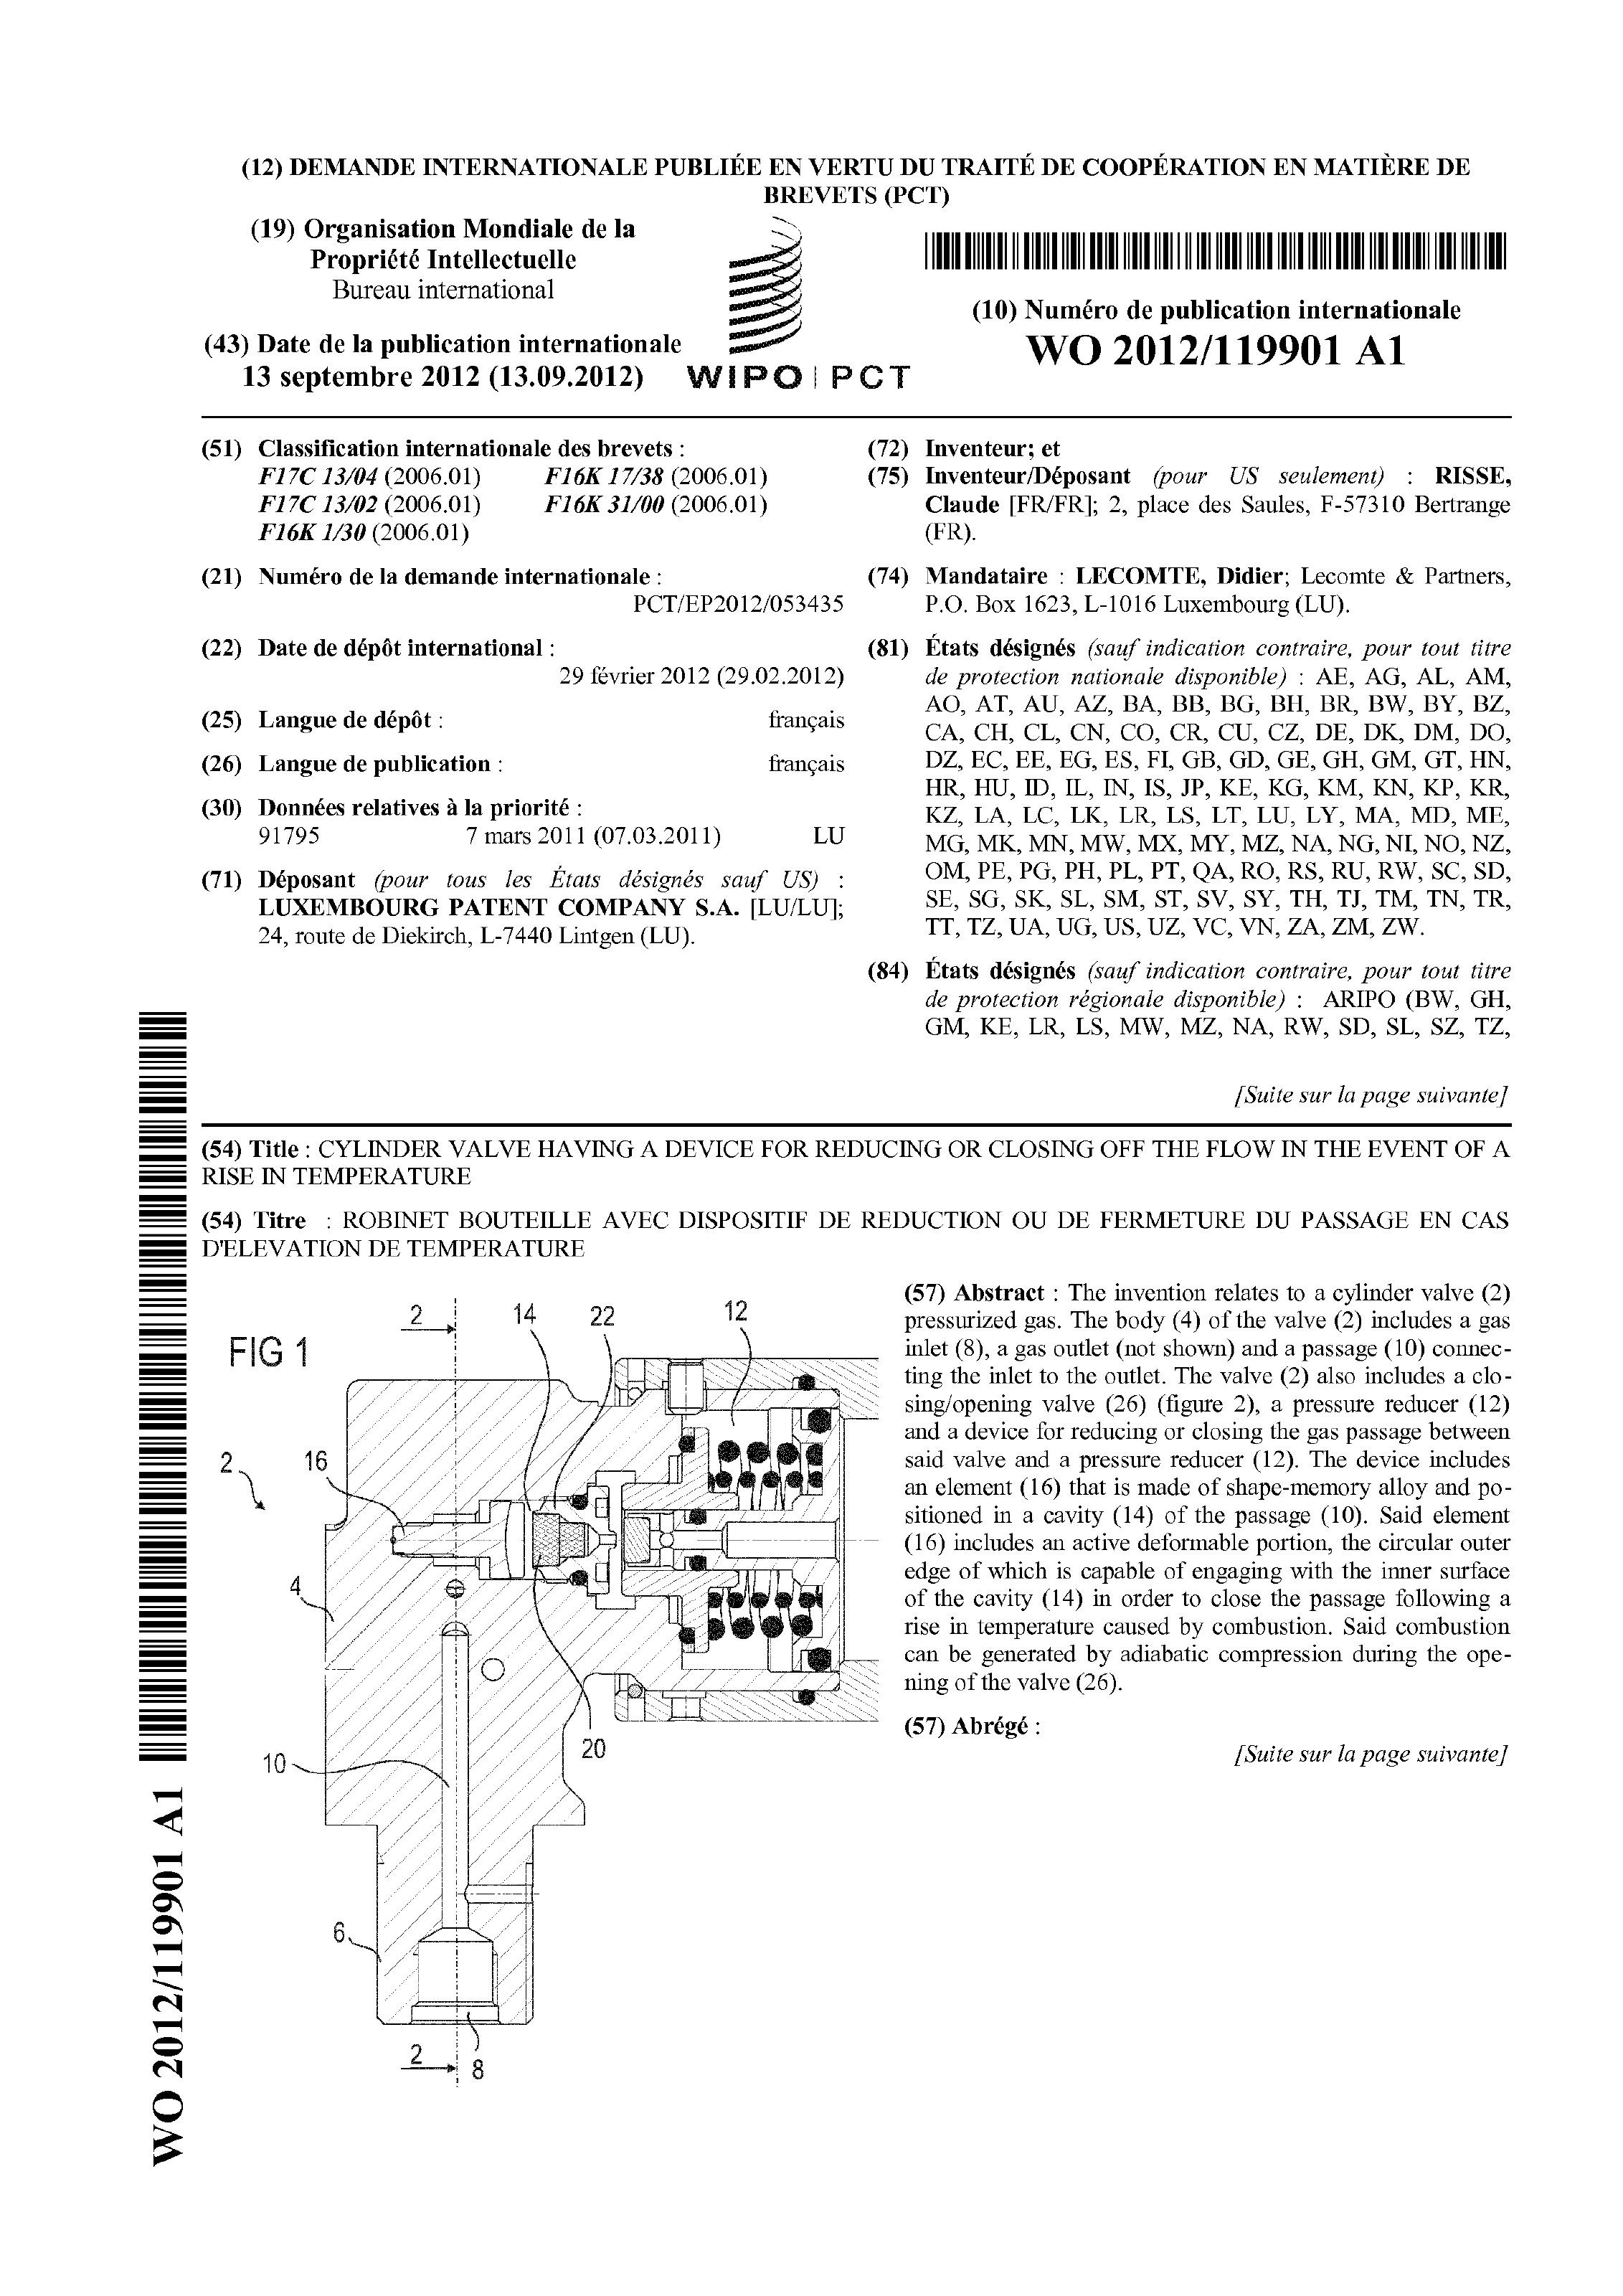 (12) DEMANDE INTERNATIONALE PUBLIÉE EN VERTU DU TRAITÉ DE COOPÉRATION EN MATIÈRE DE
BREVETS (PCT)
(19) Organisation Mondiale de la
Propriété Intellectuelle
Bureau international
(43) Date de la publication internationale
13 septembre 2012 (13.09.2012)
WIPO | PCT
(10) Numéro de publication internationale
WO 2012/119901 A1
(51) Classification internationale des brevets :
F17C 13/04 (2006.01) F16K 17/38 (2006.01)
F17C 13/02 (2006.01) F16K 31/00 (2006.01)
F16K 1/30 (2006.01)
(21) Numéro de la demande internationale :
PCT/EP2012/053435
(22) Date de dépôt international :
29 février 2012 (29.02.2012)
(25) Langue de dépôt : français
(26) Langue de publication : français
(30) Données relatives à la priorité :
91795 7 mars 2011 (07.03.2011) LU
(71) Déposant (pour tous les États désignés sauf US) :
LUXEMBOURG PATENT COMPANY S.A. [LU/LU];
24, route de Diekirch, L-7440 Lintgen (LU).
(72) Inventeur; et
(75) Inventeur/Déposant (pour US seulement) : RISSE,
Claude [FR/FR]; 2, place des Saules, F-57310 Bertrange
(FR).
(74) Mandataire : LECOMTE, Didier; Lecomte & Partners,
P.O. Box 1623, L-1016 Luxembourg (LU).
(81) États désignés (sauf indication contraire, pour tout titre
de protection nationale disponible) : AE, AG, AL, AM,
AO, AT, AU, AZ, BA, BB, BG, BH, BR, BW, BY, BZ,
CA, CH, CL, CN, CO, CR, CU, CZ, DE, DK, DM, DO,
DZ, EC, EE, EG, ES, FI, GB, GD, GE, GH, GM, GT, HN,
HR, HU, ID, IL, IN, IS, JP, KE, KG, KM, KN, KP, KR,
KZ, LA, LC, LK, LR, LS, LT, LU, LY, MA, MD, ME,
MG, MK, MN, MW, MX, MY, MZ, NA, NG, NI, NO, NZ,
OM, PE, PG, PH, PL, PT, QA, RO, RS, RU, RW, SC, SD,
SE, SG, SK, SL, SM, ST, SV, SY, TH, TJ, TM, TN, TR,
TT, TZ, UA, UG, US, UZ, VC, VN, ZA, ZM, ZW.
(84) États désignés (sauf indication contraire, pour tout titre
de protection régionale disponible) : ARIPO (BW, GH,
GM, KE, LR, LS, MW, MZ, NA, RW, SD, SL, SZ, TZ,
[Suite sur la page suivante]
(54) Title : CYLINDER VALVE HAVING A DEVICE FOR REDUCING OR CLOSING OFF THE FLOW IN THE EVENT OF A
RISE IN TEMPERATURE
(54) Titre : ROBINET BOUTEILLE AVEC DISPOSITIF DE REDUCTION OU DE FERMETURE DU PASSAGE EN CAS
D'ELEVATION DE TEMPERATURE
FIG 1
2
14
22
12
2
16
4
20
10
6
2
8
(57) Abstract : The invention relates to a cylinder valve (2)
pressurized gas. The body (4) of the valve (2) includes a gas
inlet (8), a gas outlet (not shown) and a passage (10) connec-
ting the inlet to the outlet. The valve (2) also includes a clo-
sing/opening valve (26) (figure 2), a pressure reducer (12)
and a device for reducing or closing the gas passage between
said valve and a pressure reducer (12). The device includes
an element (16) that is made of shape-memory alloy and po-
sitioned in a cavity (14) of the passage (10). Said element
(16) includes an active deformable portion, the circular outer
edge of which is capable of engaging with the inner surface
of the cavity (14) in order to close the passage following a
rise in temperature caused by combustion. Said combustion
can be generated by adiabatic compression during the ope-
ning of the valve (26).
(57) Abrégé :
[Suite sur la page suivante]
WO 2012/119901 A1